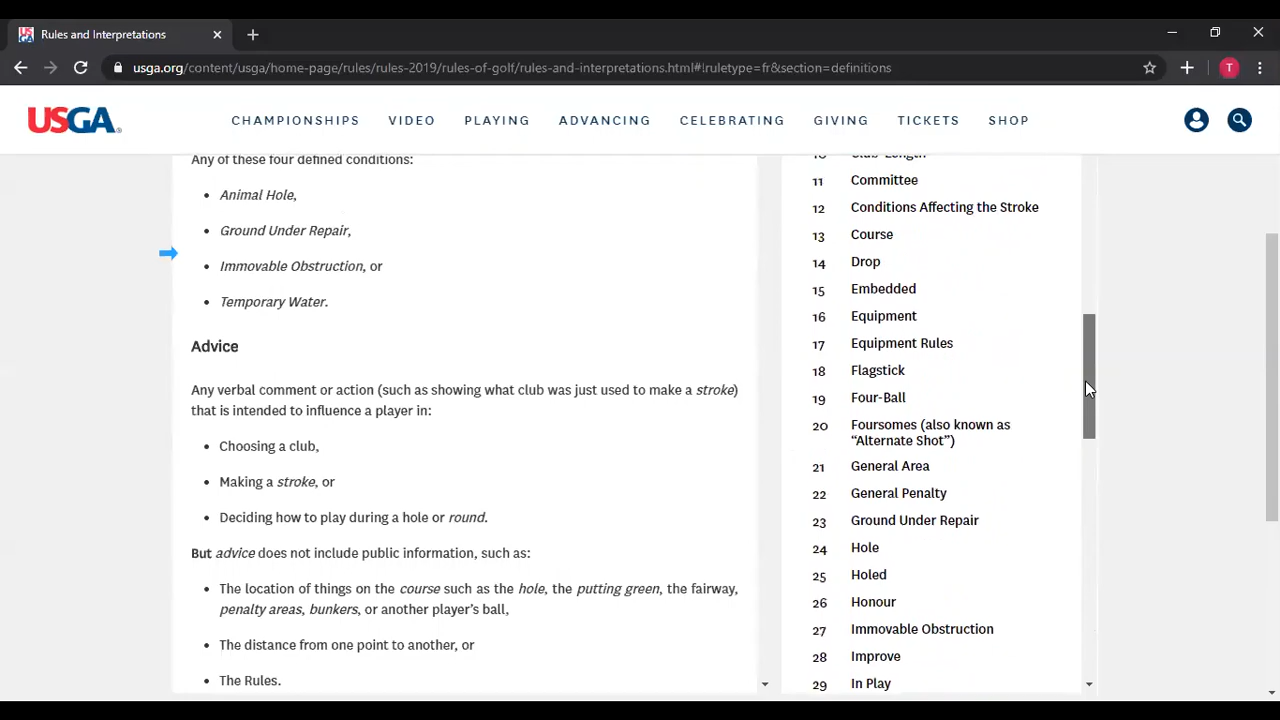 Rules and Interpretations
usga.org/content/usga/home-page/rules/rules-2019/rules-of-golf/rules-and-interpretations.html#!ruletype=fr&section=definitions
T
USGA
CHAMPIONSHIPS VIDEO PLAYING ADVANCING CELEBRATING GIVING TICKETS SHOP
Any of these four defined conditions:
• Animal Hole,
• Ground Under Repair,
• Immovable Obstruction, or
• Temporary Water.
Advice
Any verbal comment or action (such as showing what club was just used to make a stroke)
that is intended to influence a player in:
• Choosing a club,
• Making a stroke, or
• Deciding how to play during a hole or round.
But advice does not include public information, such as:
• The location of things on the course such as the hole, the putting green, the fairway,
penalty areas, bunkers, or another player's ball,
• The distance from one point to another, or
• The Rules.
10 Club-Length
11 Committee
12 Conditions Affecting the Stroke
13 Course
14 Drop
15 Embedded
16 Equipment
17 Equipment Rules
18 Flagstick
19 Four-Ball
20 Foursomes (also known as
“Alternate Shot”)
21 General Area
22 General Penalty
23 Ground Under Repair
24 Hole
25 Holed
26 Honour
27 Immovable Obstruction
28 Improve
29 In Play